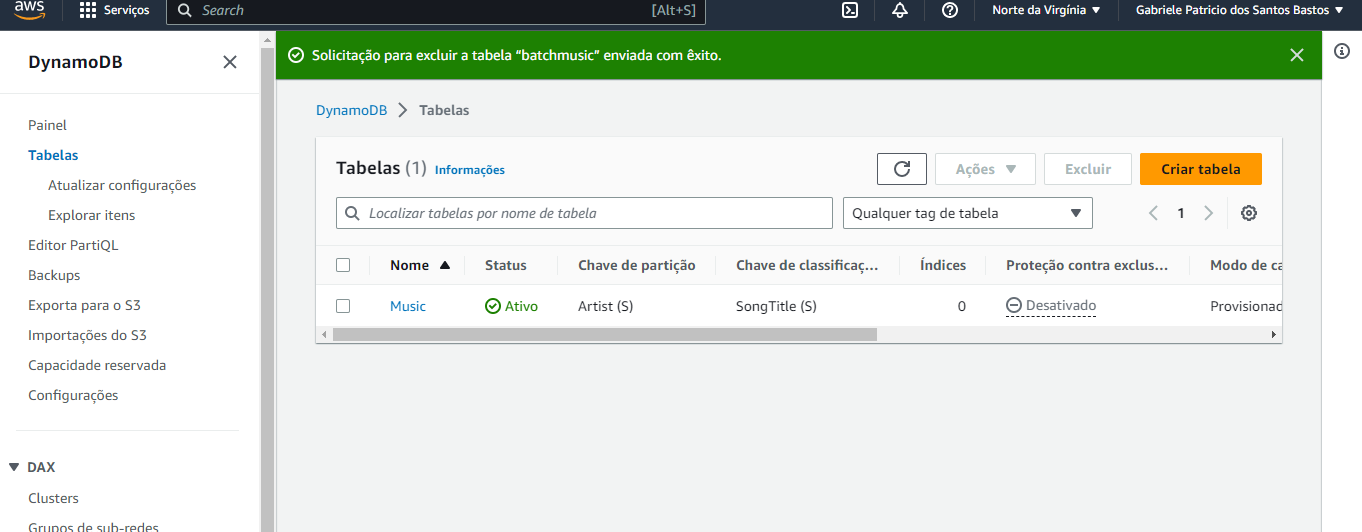 aws
Serviços
Search
[Alt+S]
Norte da Virgínia
Gabriele Patricio dos Santos Bastos
DynamoDB
Painel
Tabelas
Atualizar configurações
Explorar itens
Editor PartiQL
Backups
Exporta para o S3
Importações do S3
Capacidade reservada
Configurações
DAX
Clusters
Grupos de sub-redes
Solicitação para excluir a tabela “batchmusic” enviada com êxito.
DynamoDB
Tabelas
Tabelas (1) Informações
Ações
Excluir
Criar tabela
Localizar tabelas por nome de tabela
Qualquer tag de tabela
1
Nome Status Chave de partição Chave de classificaç... Índices Proteção contra exclus... Modo de ca
Music Ativo Artist (S) SongTitle (S) 0 Desativado Provisionad